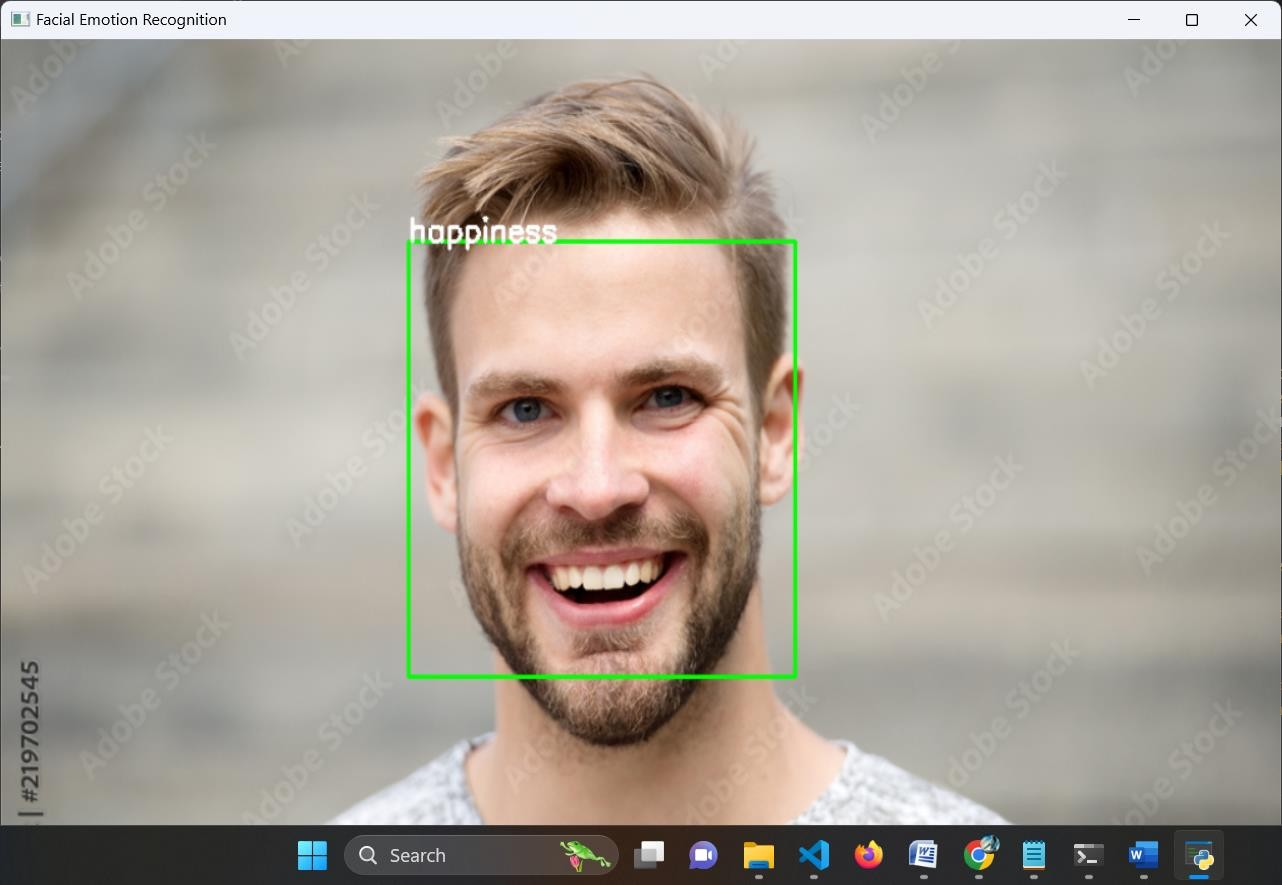 Facial Emotion Recognition
Adobe Stock
happiness
| #219702545
Search